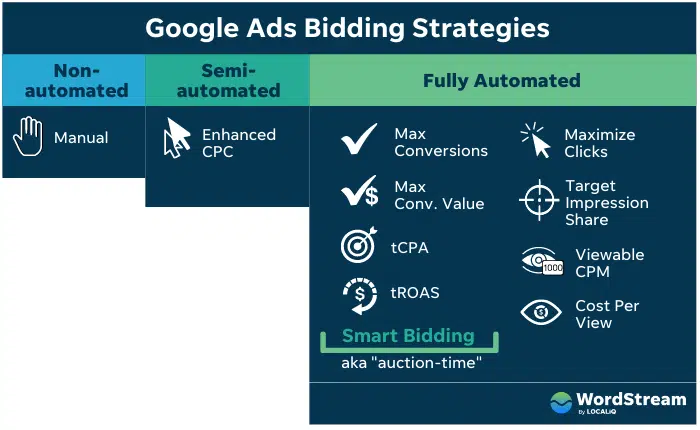 Google Ads Bidding Strategies
Non-
automated
Semi-
automated
Fully Automated
Manual
Enhanced
CPC
Max
Conversions
Max
Conv. Value
$
tCPA
$
tROAS
Smart Bidding
aka "auction-time"
Maximize
Clicks
Target
Impression
Share
1000
Viewable
CPM
$
Cost Per
View
WordStream
By LOCALiQ